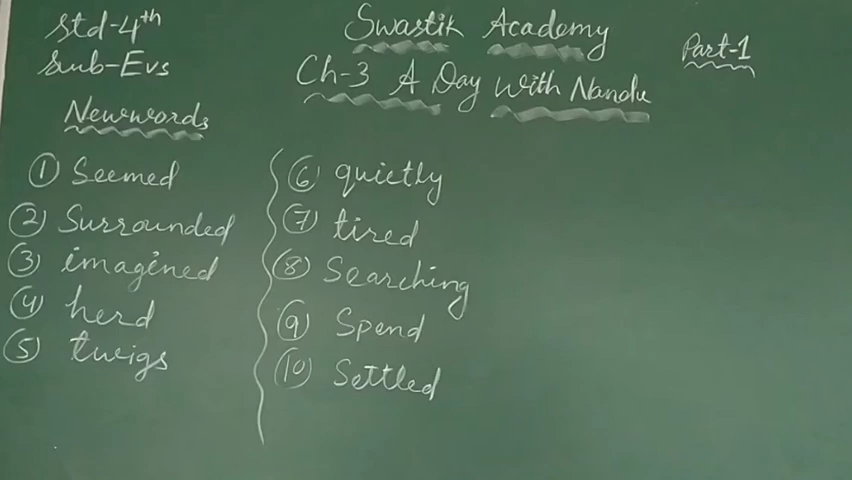 Std-4th
Sub-Evs
Swastik Academy
Part-1
Ch-3 A Day With Nandu
Newwords
① Seemed
② Surrounded
③ imagined
④ herd
⑤ twigs
⑥ quietly
⑦ tired
⑧ Searching
⑨ Spend
⑩ Settled